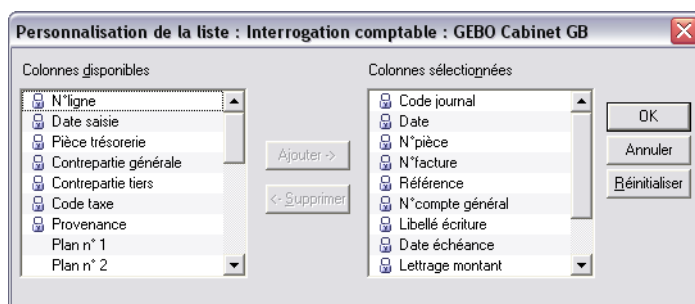 Personnalisation de la liste : Interrogation comptable : GEBO Cabinet GB
Colonnes disponibles
N°ligne
Date saisie
Pièce trésorerie
Contrepartie générale
Contrepartie tiers
Code taxe
Provenance
Plan n° 1
Plan n° 2
Ajouter ->
<- Supprimer
Colonnes sélectionnées
Code journal
Date
N°pièce
N°facture
Référence
N°compte général
Libellé écriture
Date échéance
Lettrage montant
OK
Annuler
Réinitialiser